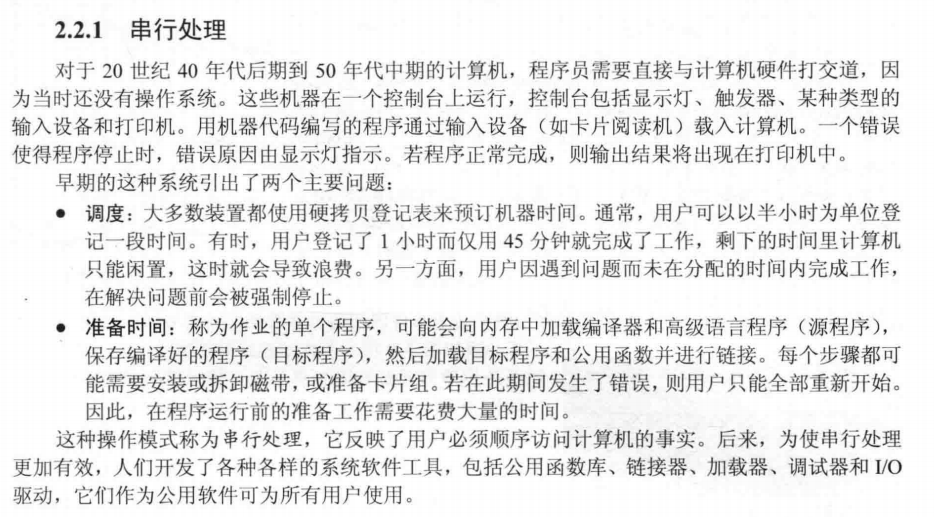 2.2.1 串行处理
对于 20 世纪 40 年代后期到 50 年代中期的计算机，程序员需要直接与计算机硬件打交道，因
为当时还没有操作系统。这些机器在一个控制台上运行，控制台包括显示灯、触发器、某种类型的
输入设备和打印机。用机器代码编写的程序通过输入设备（如卡片阅读机）载入计算机。一个错误
使得程序停止时，错误原因由显示灯指示。若程序正常完成，则输出结果将出现在打印机中。
早期的这种系统引出了两个主要问题：
● 调度：大多数装置都使用硬拷贝登记表来预订机器时间。通常，用户可以以半小时为单位登
记一段时间。有时，用户登记了 1 小时而仅用 45 分钟就完成了工作，剩下的时间里计算机
只能闲置，这时就会导致浪费。另一方面，用户因遇到问题而未在分配的时间内完成工作，
在解决问题前会被强制停止。
● 准备时间：称为作业的单个程序，可能会向内存中加载编译器和高级语言程序（源程序），
保存编译好的程序（目标程序），然后加载目标程序和公用函数并进行链接。每个步骤都可
能需要安装或拆卸磁带，或准备卡片组。若在此期间发生了错误，则用户只能全部重新开始。
因此，在程序运行前的准备工作需要花费大量的时间。
这种操作模式称为串行处理，它反映了用户必须顺序访问计算机的事实。后来，为使串行处理
更加有效，人们开发了各种各样的系统软件工具，包括公用函数库、链接器、加载器、调试器和 I/O
驱动，它们作为公用软件可为所有用户使用。